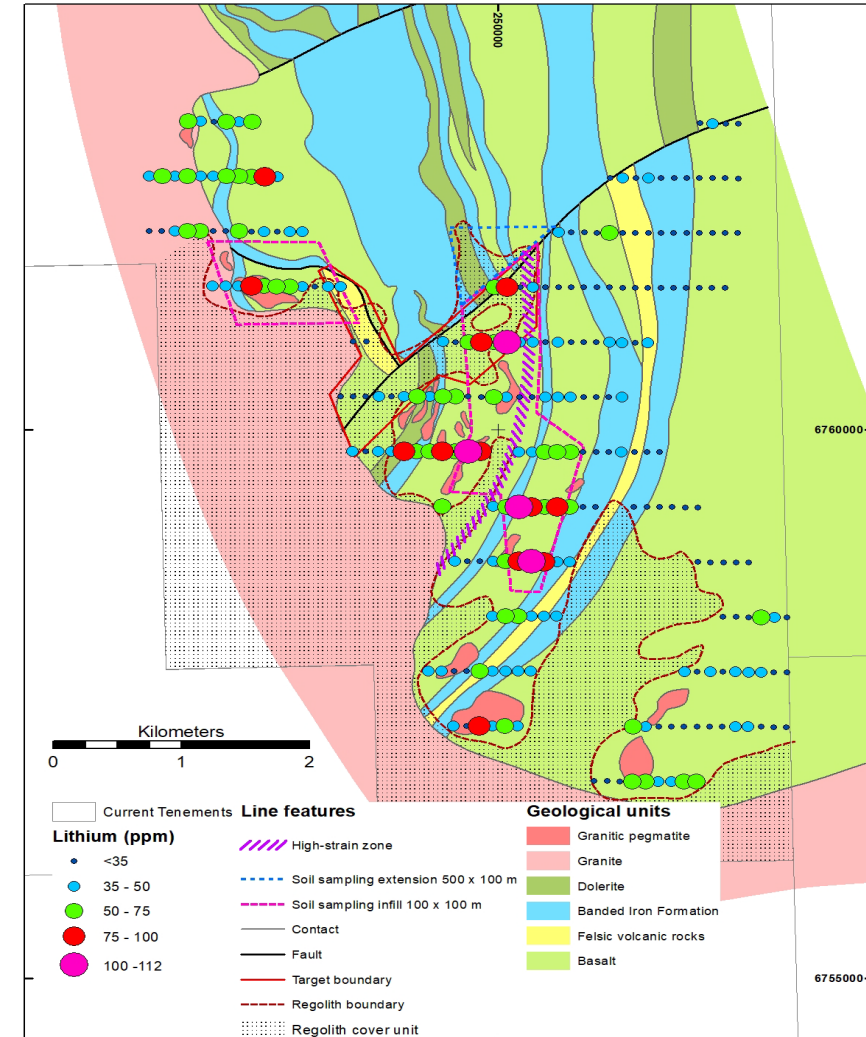 250000
6760000
Kilometers
0 1 2
6755000
Current Tenements
Lithium (ppm)
<35
35 - 50
50 - 75
75 - 100
100 -112
Line features
High-strain zone
Soil sampling extension 500 x 100 m
Soil sampling infill 100 x 100 m
Contact
Fault
Target boundary
Regolith boundary
Regolith cover unit
Geological units
Granitic pegmatite
Granite
Dolerite
Banded Iron Formation
Felsic volcanic rocks
Basalt